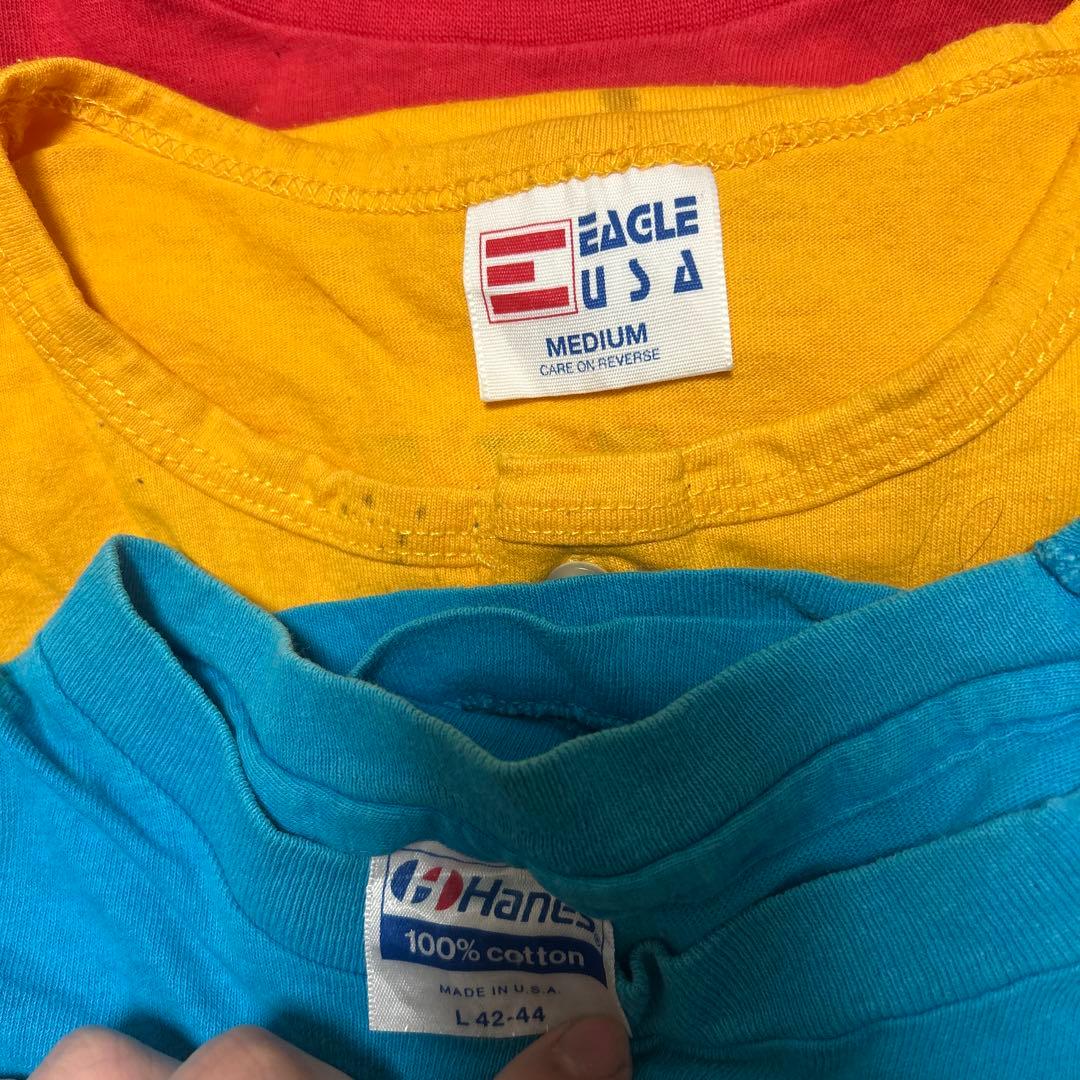 EAGLE
USA
MEDIUM
CARE ON REVERSE
Hanes
100% cotton
MADE IN U.S.A.
L 42-44